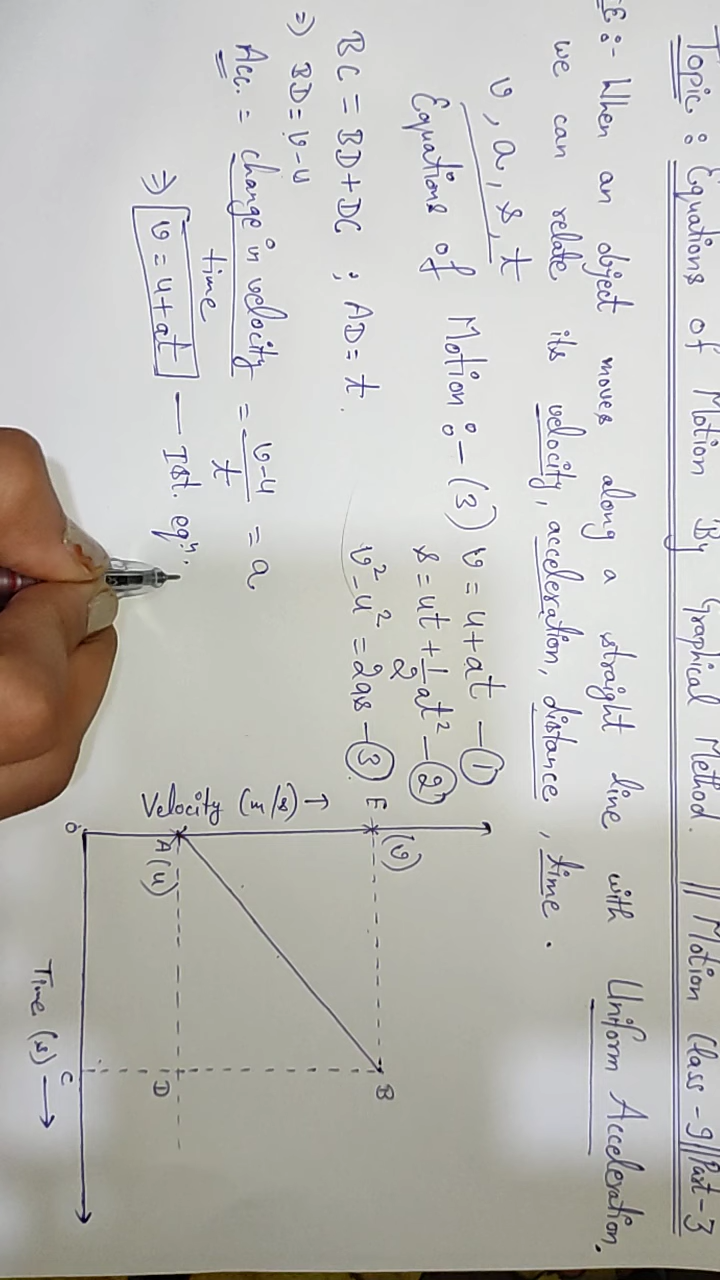 Topic : Equations of Motion By Graphical Method. || Motion Class - 9 || Part - 3
E :- When an object moves along a straight line with Uniform Acceleration,
we can relate its velocity, acceleration, distance, time.
v, a, s, t
Equations of Motion :- (3) v = u + at - ①
s = ut + 1/2 at² - ②
v² - u² = 2as - ③
BC = BD + DC ; AD = t.
⇒ BD = v - u
Acc. = change in velocity / time = v-u / t = a
⇒ v = u + at — Ist. eqⁿ.
Velocity (m/s) ↑
E (v)
B
A (u)
D
O
C
Time (s) →